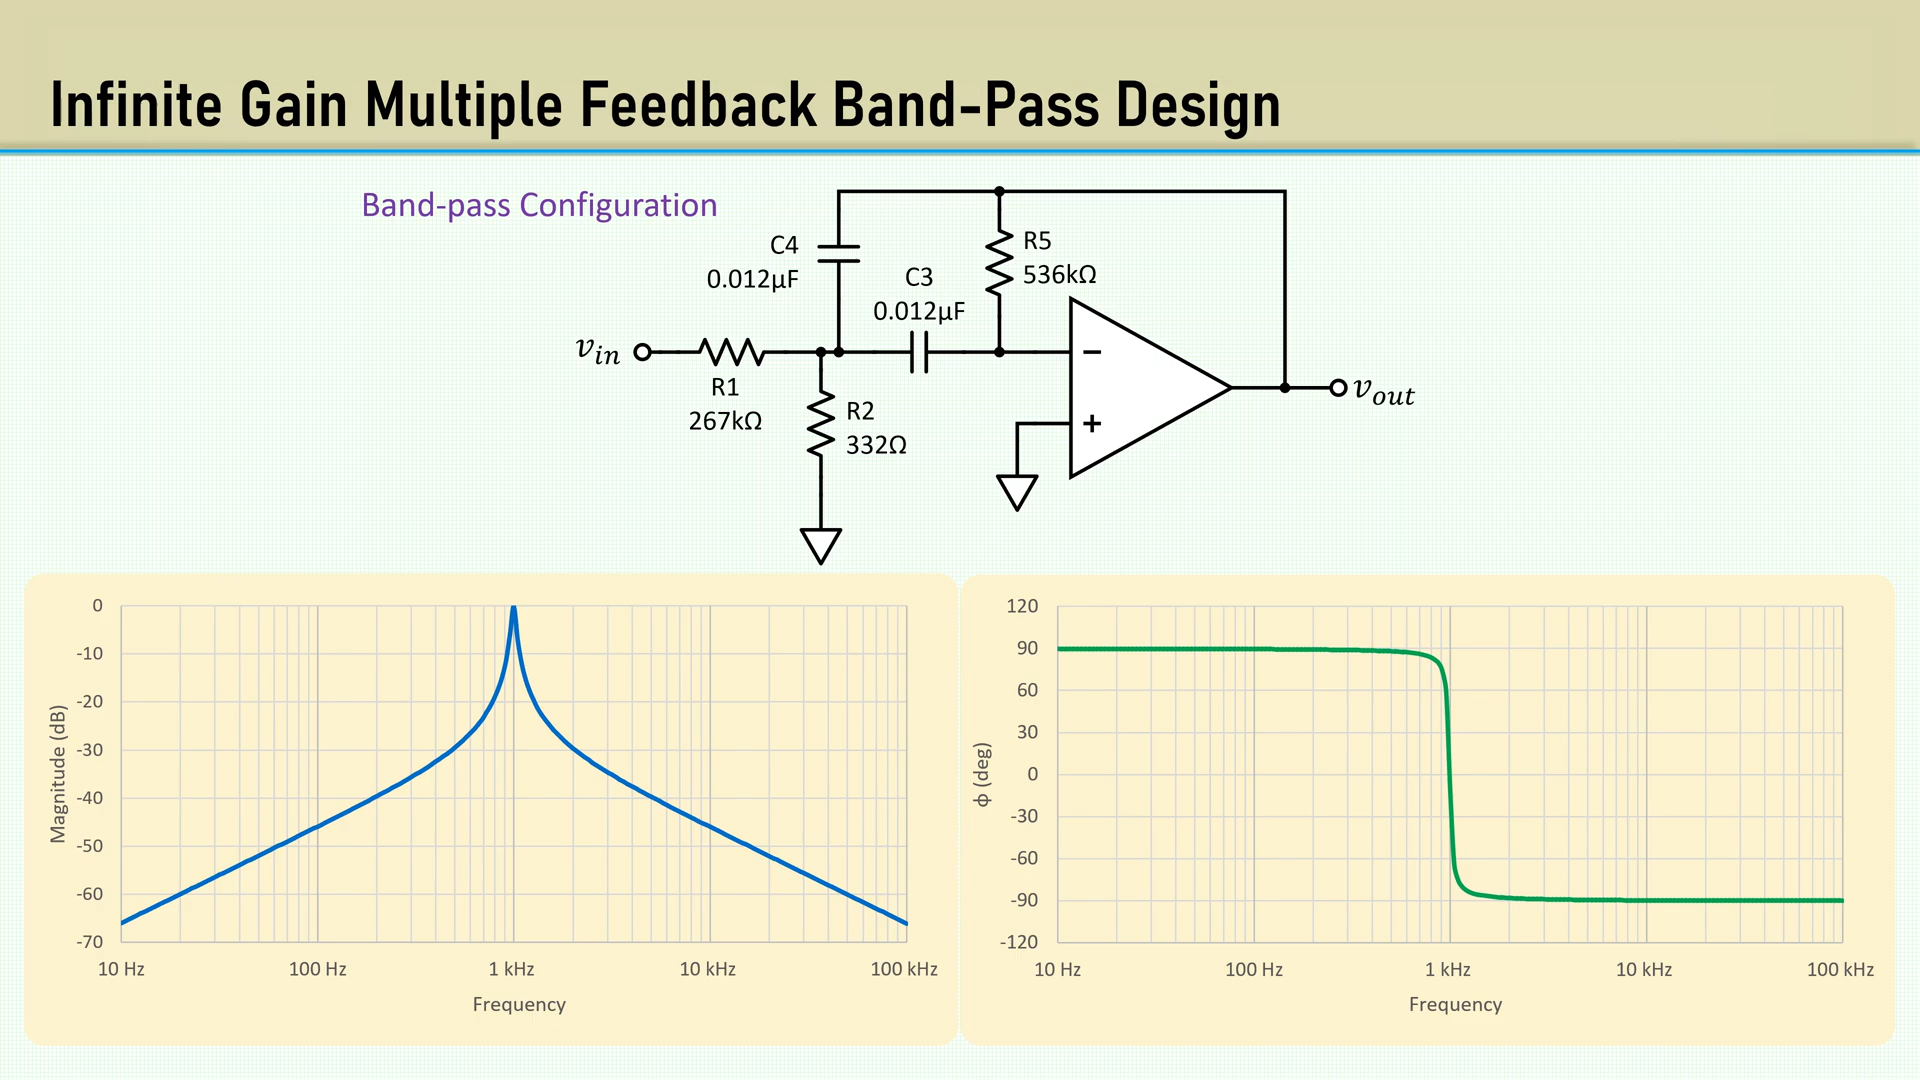 Infinite Gain Multiple Feedback Band-Pass Design
Band-pass Configuration
C4
0.012µF
C3
0.012µF
R5
536kΩ
v_in
R1
267kΩ
R2
332Ω
−
+
v_out
0
-10
-20
-30
-40
-50
-60
-70
Magnitude (dB)
10 Hz 100 Hz 1 kHz 10 kHz 100 kHz
Frequency
120
90
60
30
0
-30
-60
-90
-120
ф (deg)
10 Hz 100 Hz 1 kHz 10 kHz 100 kHz
Frequency